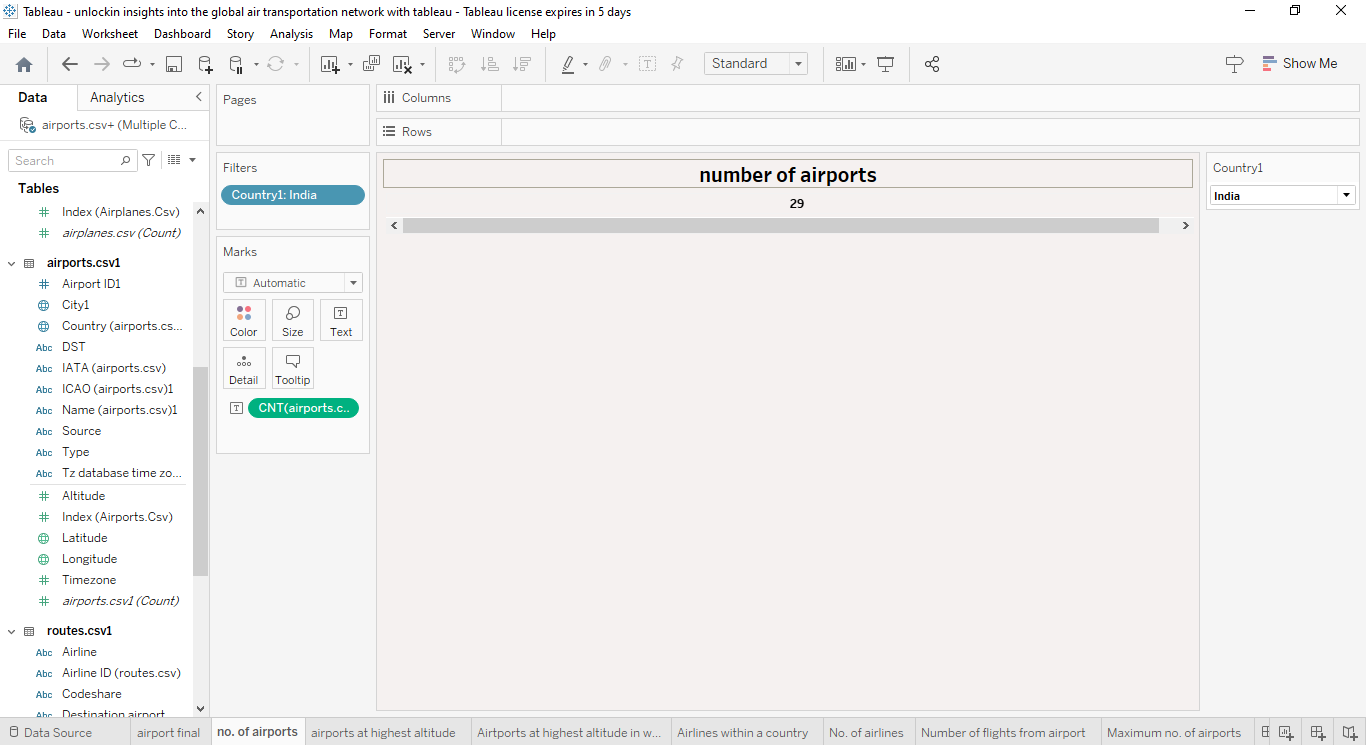 Tableau - unlockin insights into the global air transportation network with tableau - Tableau license expires in 5 days
File Data Worksheet Dashboard Story Analysis Map Format Server Window Help
Standard
Show Me
Data Analytics
airports.csv+ (Multiple C...
Search
Tables
Index (Airplanes.Csv)
airplanes.csv (Count)
airports.csv1
Airport ID1
City1
Country (airports.cs...
Abc DST
Abc IATA (airports.csv)
Abc ICAO (airports.csv)1
Abc Name (airports.csv)1
Abc Source
Abc Type
Abc Tz database time zo...
Altitude
Index (Airports.Csv)
Latitude
Longitude
Timezone
airports.csv1 (Count)
routes.csv1
Abc Airline
Abc Airline ID (routes.csv)
Abc Codeshare
Abc Destination airport
Pages
Filters
Country1: India
Marks
T Automatic
Color Size Text
Detail Tooltip
T CNT(airports.c..
Columns
Rows
number of airports
29
Country1
India
Data Source airport final no. of airports airports at highest altitude Airtports at highest altitude in w... Airlines within a country No. of airlines Number of flights from airport Maximum no. of airports